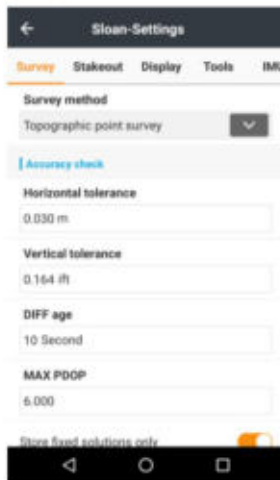 Sloan-Settings
Survey Stakeout Display Tools IMU
Survey method
Topographic point survey
Accuracy check
Horizontal tolerance
0.030 m
Vertical tolerance
0.164 ift
DIFF age
10 Second
MAX PDOP
6.000
Store fixed solutions only